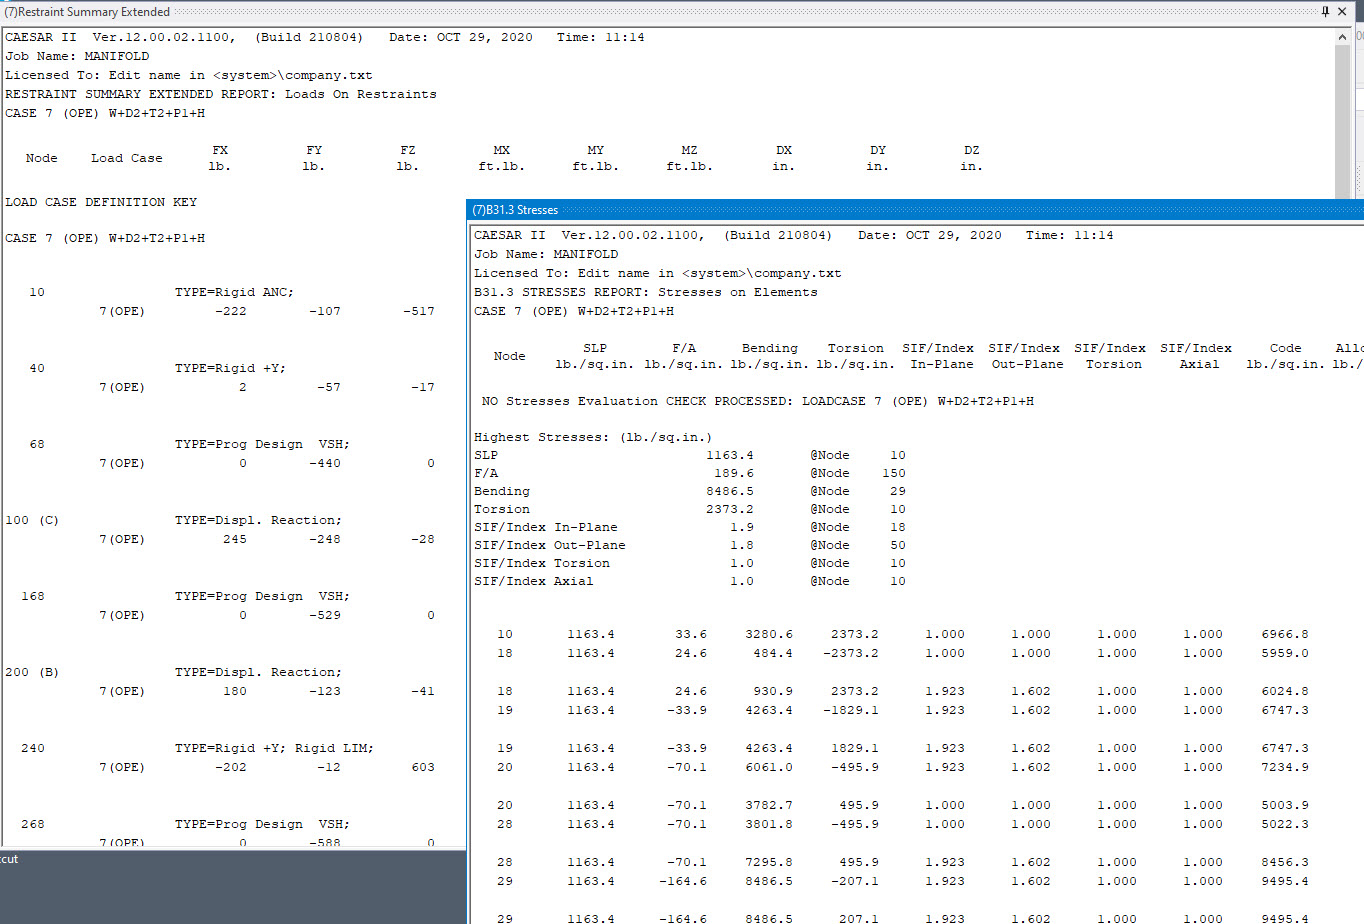 (7)Restraint Summary Extended
CAESAR II  Ver.12.00.02.1100,  (Build 210804)  Date: OCT 29, 2020  Time: 11:14
Job Name: MANIFOLD
Licensed To: Edit name in <system>\company.txt
RESTRAINT SUMMARY EXTENDED REPORT: Loads On Restraints
CASE 7 (OPE) W+D2+T2+P1+H
Node Load Case FX FY FZ MX MY MZ DX DY DZ
lb. lb. lb. ft.lb. ft.lb. ft.lb. in. in. in.
LOAD CASE DEFINITION KEY
CASE 7 (OPE) W+D2+T2+P1+H
10 TYPE=Rigid ANC;
7(OPE) -222 -107 -517
40 TYPE=Rigid +Y;
7(OPE) 2 -57 -17
68 TYPE=Prog Design  VSH;
7(OPE) 0 -440 0
100 (C) TYPE=Displ. Reaction;
7(OPE) 245 -248 -28
168 TYPE=Prog Design  VSH;
7(OPE) 0 -529 0
200 (B) TYPE=Displ. Reaction;
7(OPE) 180 -123 -41
240 TYPE=Rigid +Y; Rigid LIM;
7(OPE) -202 -12 603
268 TYPE=Prog Design  VSH;
7(OPE) 0 -588 0
cut
(7)B31.3 Stresses
CAESAR II  Ver.12.00.02.1100,  (Build 210804)  Date: OCT 29, 2020  Time: 11:14
Job Name: MANIFOLD
Licensed To: Edit name in <system>\company.txt
B31.3 STRESSES REPORT: Stresses on Elements
CASE 7 (OPE) W+D2+T2+P1+H
Node SLP F/A Bending Torsion SIF/Index SIF/Index SIF/Index SIF/Index Code Allo
lb./sq.in. lb./sq.in. lb./sq.in. lb./sq.in. In-Plane Out-Plane Torsion Axial lb./sq.in. lb./
NO Stresses Evaluation CHECK PROCESSED: LOADCASE 7 (OPE) W+D2+T2+P1+H
Highest Stresses: (lb./sq.in.)
SLP 1163.4 @Node 10
F/A 189.6 @Node 150
Bending 8486.5 @Node 29
Torsion 2373.2 @Node 10
SIF/Index In-Plane 1.9 @Node 18
SIF/Index Out-Plane 1.8 @Node 50
SIF/Index Torsion 1.0 @Node 10
SIF/Index Axial 1.0 @Node 10
10 1163.4 33.6 3280.6 2373.2 1.000 1.000 1.000 1.000 6966.8
18 1163.4 24.6 484.4 -2373.2 1.000 1.000 1.000 1.000 5959.0
18 1163.4 24.6 930.9 2373.2 1.923 1.602 1.000 1.000 6024.8
19 1163.4 -33.9 4263.4 -1829.1 1.923 1.602 1.000 1.000 6747.3
19 1163.4 -33.9 4263.4 1829.1 1.923 1.602 1.000 1.000 6747.3
20 1163.4 -70.1 6061.0 -495.9 1.923 1.602 1.000 1.000 7234.9
20 1163.4 -70.1 3782.7 495.9 1.000 1.000 1.000 1.000 5003.9
28 1163.4 -70.1 3801.8 -495.9 1.000 1.000 1.000 1.000 5022.3
28 1163.4 -70.1 7295.8 495.9 1.923 1.602 1.000 1.000 8456.3
29 1163.4 -164.6 8486.5 -207.1 1.923 1.602 1.000 1.000 9495.4
29 1163.4 -164.6 8486.5 207.1 1.923 1.602 1.000 1.000 9495.4